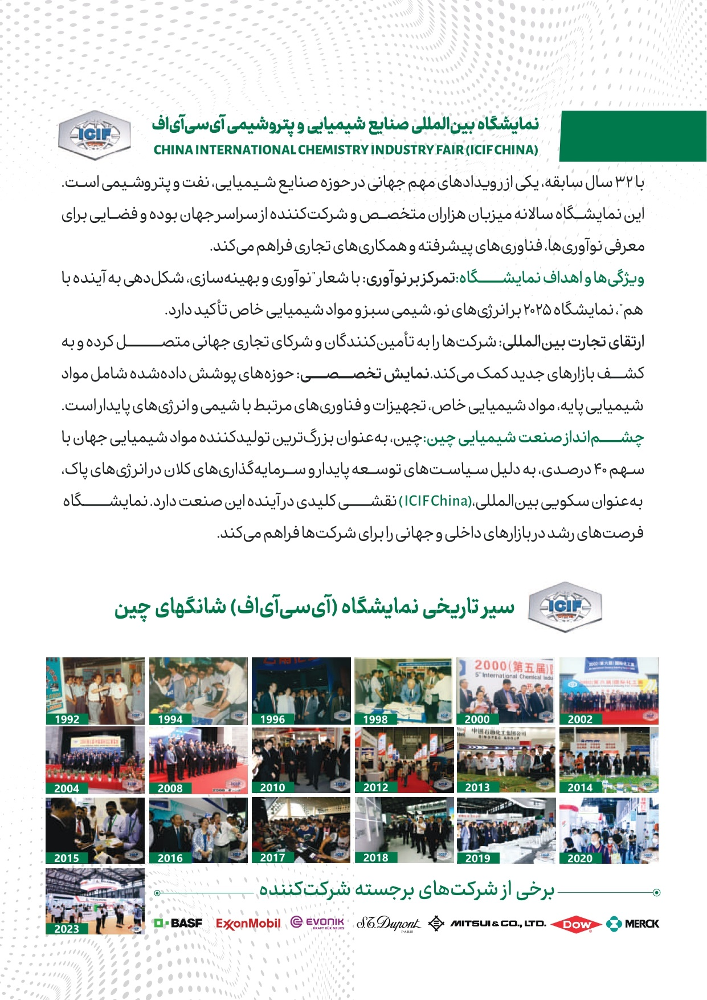 نمایشگاه بین‌المللی صنایع شیمیایی و پتروشیمی آی‌سی‌آی‌اف
CHINA INTERNATIONAL CHEMISTRY INDUSTRY FAIR (ICIF CHINA)
ICIF
با ۳۲ سال سابقه، یکی از رویدادهای مهم جهانی در حوزه صنایع شیمیایی، نفت و پتروشیمی است.
این نمایشگاه سالانه میزبان هزاران متخصص و شرکت‌کننده از سراسر جهان بوده و فضایی برای
معرفی نوآوری‌ها، فناوری‌های پیشرفته و همکاری‌های تجاری فراهم می‌کند.
ویژگی‌ها و اهداف نمایشگاه:تمرکز بر نوآوری: با شعار "نوآوری و بهینه‌سازی، شکل‌دهی به آینده با
هم"، نمایشگاه ۲۰۲۵ بر انرژی‌های نو، شیمی سبز و مواد شیمیایی خاص تأکید دارد.
ارتقای تجارت بین‌المللی: شرکت‌ها را به تأمین‌کنندگان و شرکای تجاری جهانی متصل کرده و به
کشف بازارهای جدید کمک می‌کند.نمایش تخصصی: حوزه‌های پوشش داده‌شده شامل مواد
شیمیایی پایه، مواد شیمیایی خاص، تجهیزات و فناوری‌های مرتبط با شیمی و انرژی‌های پایدار است.
چشم‌انداز صنعت شیمیایی چین:چین، به‌عنوان بزرگ‌ترین تولیدکننده مواد شیمیایی جهان با
سهم ۴۰ درصدی، به دلیل سیاست‌های توسعه پایدار و سرمایه‌گذاری‌های کلان در انرژی‌های پاک،
به‌عنوان سکویی بین‌المللی،(ICIF China) نقشی کلیدی در آینده این صنعت دارد. نمایشگاه
فرصت‌های رشد در بازارهای داخلی و جهانی را برای شرکت‌ها فراهم می‌کند.
ICIF
سیر تاریخی نمایشگاه (آی‌سی‌آی‌اف) شانگهای چین
2000(第五届)
5th International Chemical Indu
2002(第六届)国际化工展
1992
1994
1996
1998
2000
2002
中国石油化工集团公司
SINOPEC GROUP
2004
2008
2010
2012
2013
2014
2015
2016
2017
2018
2019
2020
2023
برخی از شرکت‌های برجسته شرکت‌کننده
BASF
ExxonMobil
EVONIK
KRAFT FÜR NEUES
S.T. Dupont
PARIS
MITSUI & CO., LTD.
Dow
MERCK